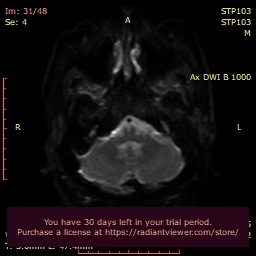 Im: 31/48
Se: 4
A
STP103
STP103
M
Ax DWI B 1000
R
L
You have 30 days left in your trial period.
Purchase a license at https://radiantviewer.com/store/